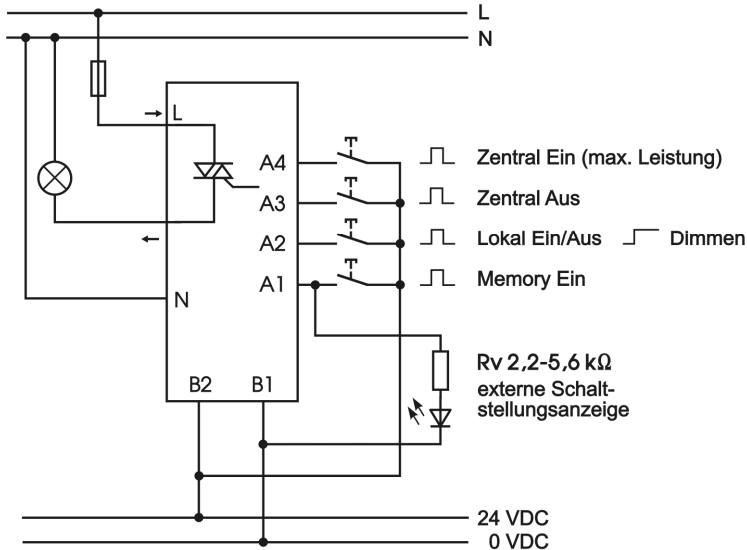 L
N
L
A4
Zentral Ein (max. Leistung)
A3
Zentral Aus
A2
Lokal Ein/Aus
Dimmen
A1
Memory Ein
N
B2
B1
Rv 2,2-5,6 kΩ
externe Schalt-
stellungsanzeige
24 VDC
0 VDC